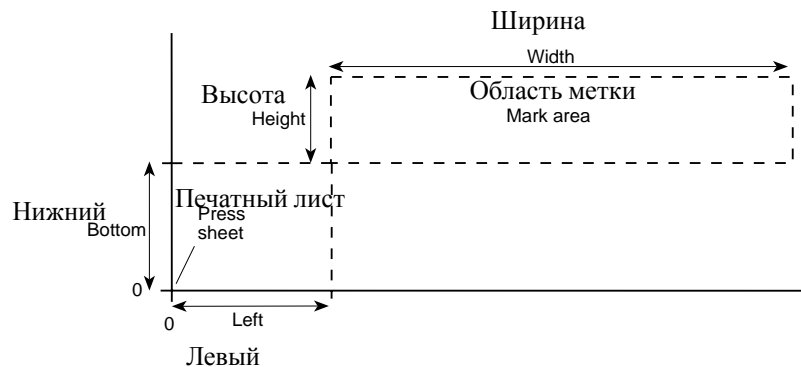 Ширина
Width
Высота
Height
Область метки
Mark area
Печатный лист
Press
sheet
Нижний
Bottom
0
0
Left
Левый